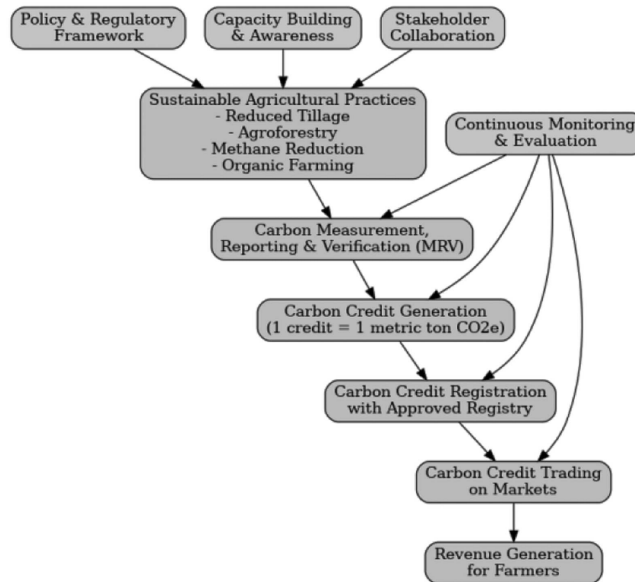 Policy & Regulatory
Framework
Capacity Building
& Awareness
Stakeholder
Collaboration
Sustainable Agricultural Practices
- Reduced Tillage
- Agroforestry
- Methane Reduction
- Organic Farming
Continuous Monitoring
& Evaluation
Carbon Measurement,
Reporting & Verification (MRV)
Carbon Credit Generation
(1 credit = 1 metric ton CO2e)
Carbon Credit Registration
with Approved Registry
Carbon Credit Trading
on Markets
Revenue Generation
for Farmers